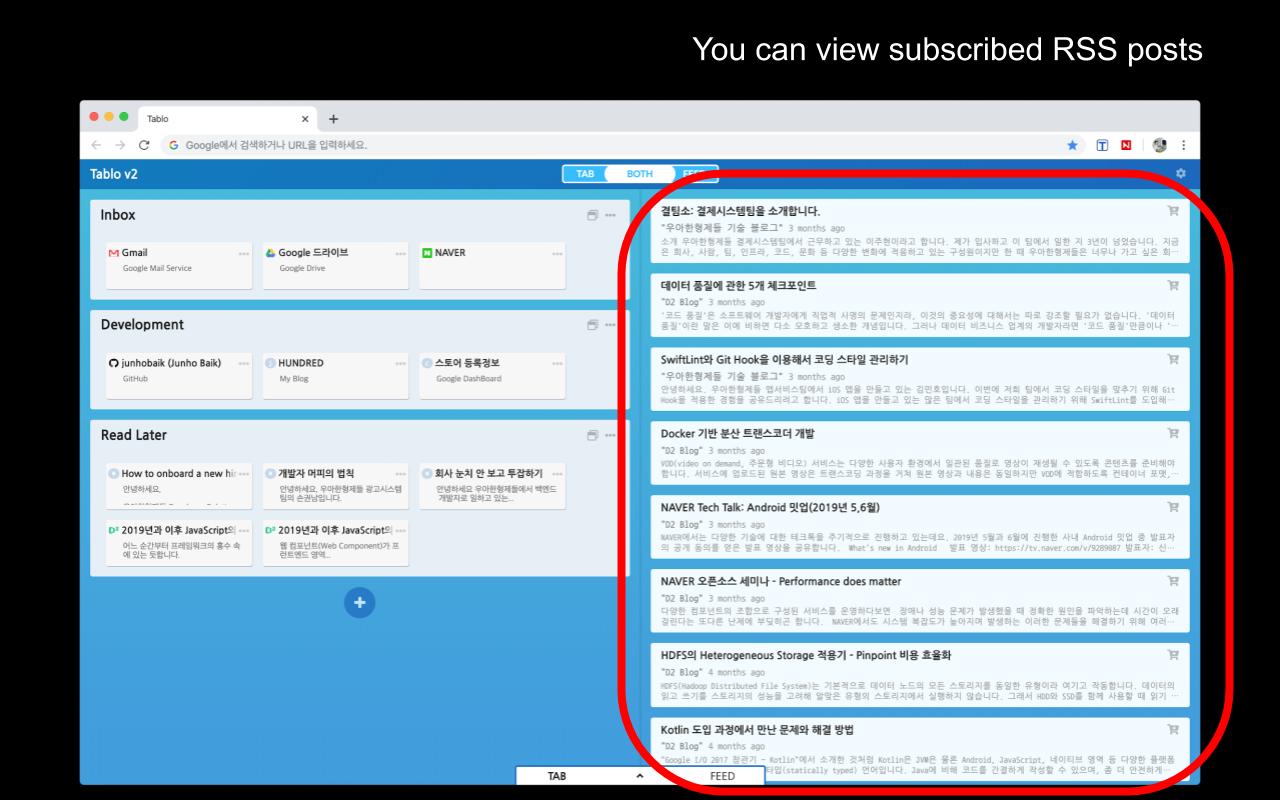 You can view subscribed RSS posts
Tablo
Google에서 검색하거나 URL을 입력하세요.
Tablo v2
TAB
BOTH
Inbox
Gmail
Google Mail Service
Google 드라이브
Google Drive
NAVER
Development
junhobaik (Junho Baik)
GitHub
HUNDRED
My Blog
스토어 등록정보
Google DashBoard
Read Later
How to onboard a new hir
안녕하세요,
개발자 머피의 법칙
안녕하세요, 우아한형제들 광고시스템
팀의 손권남입니다.
회사 눈치 안 보고 투잡하기
안녕하세요 우아한형제들에서 백엔드
개발자로 일하고 있는...
D² 2019년과 이후 JavaScript의
어느 순간부터 프레임워크의 홍수 속
에 있는 듯합니다.
D² 2019년과 이후 JavaScript의
웹 컴포넌트(Web Component)가 프
런트엔드 영역...
결팀소: 결제시스템팀을 소개합니다.
"우아한형제들 기술 블로그" 3 months ago
소개 우아한형제들 결제시스템팀에서 근무하고 있는 이주현이라고 합니다. 제가 입사하고 이 팀에서 일한 지 3년이 넘었습니다. 지금
은 회사, 사람, 팀, 인프라, 코드, 문화 등 다양한 변화에 적응하고 있는 구성원이지만 한 때 우아한형제들은 너무나 가고 싶은 회…
데이터 품질에 관한 5개 체크포인트
"D2 Blog" 3 months ago
'코드 품질'은 소프트웨어 개발자에게 직업적 사명의 문제인지라, 이것의 중요성에 대해서는 따로 강조할 필요가 없습니다. '데이터
품질'이란 말은 이에 비하면 다소 모호하고 생소한 개념입니다. 그러나 데이터 비즈니스 업계의 개발자라면 '코드 품질'만큼이나 '…
SwiftLint와 Git Hook을 이용해서 코딩 스타일 관리하기
"우아한형제들 기술 블로그" 3 months ago
안녕하세요. 우아한형제들 앱서비스팀에서 iOS 앱을 만들고 있는 김민호입니다. 이번에 저희 팀에서 코딩 스타일을 맞추기 위해 Git
Hook을 적용한 경험을 공유드리려고 합니다. iOS 앱을 만들고 있는 많은 팀에서 코딩 스타일을 관리하기 위해 SwiftLint를 도입해…
Docker 기반 분산 트랜스코더 개발
"D2 Blog" 3 months ago
VOD(video on demand, 주문형 비디오) 서비스는 다양한 사용자 환경에서 일관된 품질로 영상이 재생될 수 있도록 콘텐츠를 준비해야
합니다. 서비스에 업로드된 원본 영상은 트랜스코딩 과정을 거쳐 원본 영상과 내용은 동일하지만 VOD에 적합하도록 컨테이너 포맷,…
NAVER Tech Talk: Android 밋업(2019년 5,6월)
"D2 Blog" 3 months ago
NAVER에서는 다양한 기술에 대한 테크톡을 주기적으로 진행하고 있는데요. 2019년 5월과 6월에 진행한 사내 Android 밋업 중 발표자
의 공개 동의를 얻은 발표 영상을 공유합니다. What's new in Android 발표 영상: https://tv.naver.com/v/9289087 발표자: 신…
NAVER 오픈소스 세미나 - Performance does matter
"D2 Blog" 3 months ago
다양한 컴포넌트의 조합으로 구성된 서비스를 운영하다보면 장애나 성능 문제가 발생했을 때 정확한 원인을 파악하는데 시간이 오래
걸린다는 또다른 난제에 부딪히곤 합니다. NAVER에서도 시스템 복잡도가 높아지며 발생하는 이러한 문제들을 해결하기 위해 여러…
HDFS의 Heterogeneous Storage 적용기 - Pinpoint 비용 효율화
"D2 Blog" 4 months ago
HDFS(Hadoop Distributed File System)는 기본적으로 데이터 노드의 모든 스토리지를 동일한 유형이라 여기고 작동합니다. 데이터의
읽고 쓰기를 스토리지의 성능을 고려해 알맞은 유형의 스토리지에서 실행하지 않습니다. 그래서 HDD와 SSD를 함께 사용할 때 읽기 …
Kotlin 도입 과정에서 만난 문제와 해결 방법
"D2 Blog" 4 months ago
"Google I/O 2017 참관기 – Kotlin"에서 소개한 것처럼 Kotlin은 JVM은 물론 Android, JavaScript, 네이티브 영역 등 다양한 플랫폼
타입(statically typed) 언어입니다. Java에 비해 코드를 간결하게 작성할 수 있으며, 좀 더 안전하게…
TAB
FEED